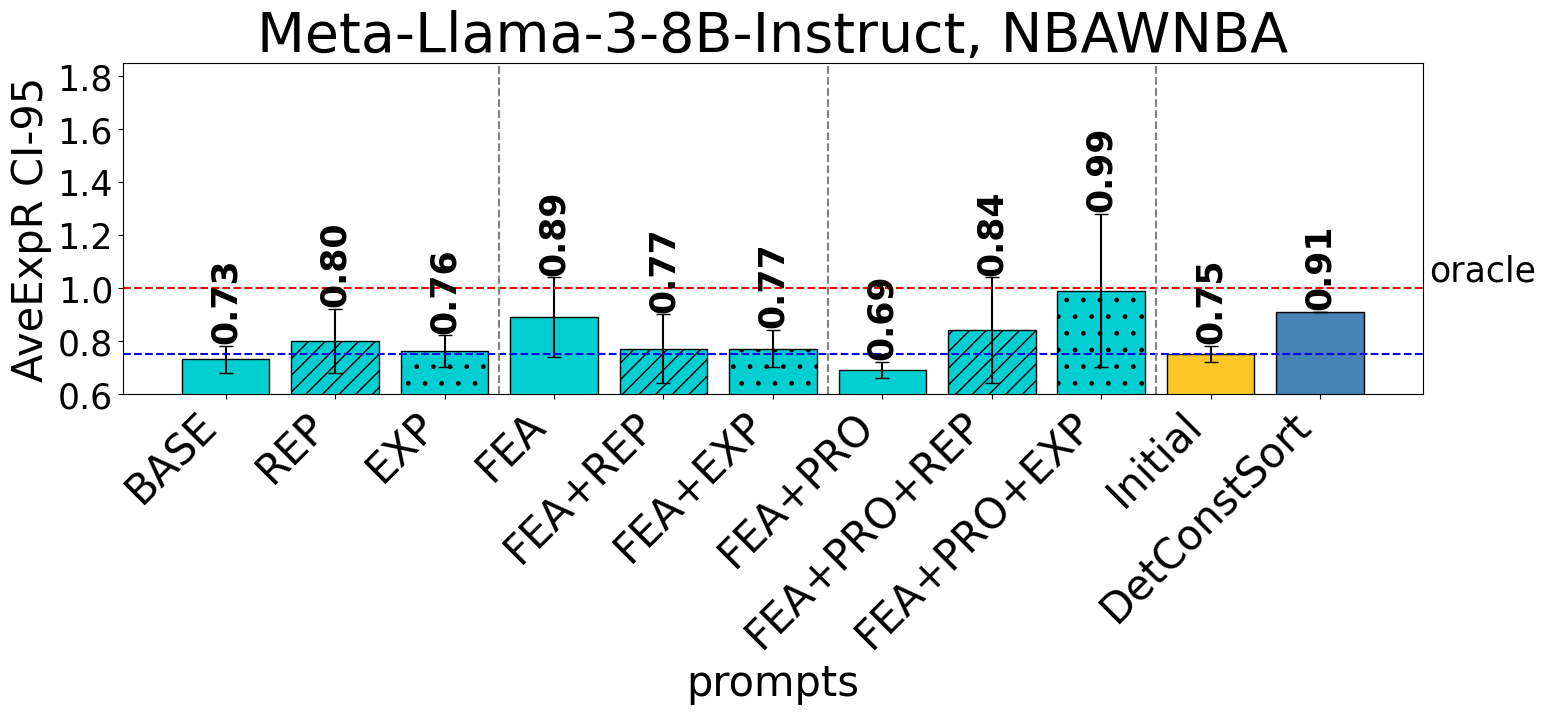 Meta-Llama-3-8B-Instruct, NBAWNBA
AveExpR CI-95
1.8
1.6
1.4
1.2
1.0
0.8
0.6
0.73
0.80
0.76
0.89
0.77
0.77
0.69
0.84
0.99
0.75
0.91
oracle
BASE
REP
EXP
FEA
FEA+REP
FEA+EXP
FEA+PRO
FEA+PRO+REP
FEA+PRO+EXP
Initial
DetConstSort
prompts